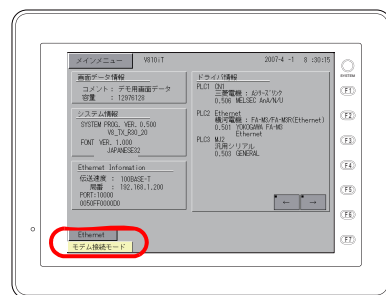 メインメニュー V810iT 2007-4 -1 8 :30:15
画面データ情報
コメント: デモ用画面データ
容量 : 12976128
システム情報
SYSTEM PROG. VER. 0.500
V8_TX_R30_20
FONT VER. 1.000
JAPANESE32
Ethernet Infomation
伝送速度 : 100BASE-T
局番 : 192.168.1.200
PORT:10000
0050FF0000D0
Ethernet
モデム接続モード
ドライバ情報
PLC1 CN1
三菱電機 : Aシリーズリンク
0.506 MELSEC AnA/N/U
PLC2 Ethernet
横河電機 : FA-M3/FA-M3R(Ethernet)
0.501 YOKOGAWA FA-M3
Ethernet
PLC3 MJ2
汎用シリアル
0.503 GENERAL
← →
SYSTEM
F1
F2
F3
F4
F5
F6
F7